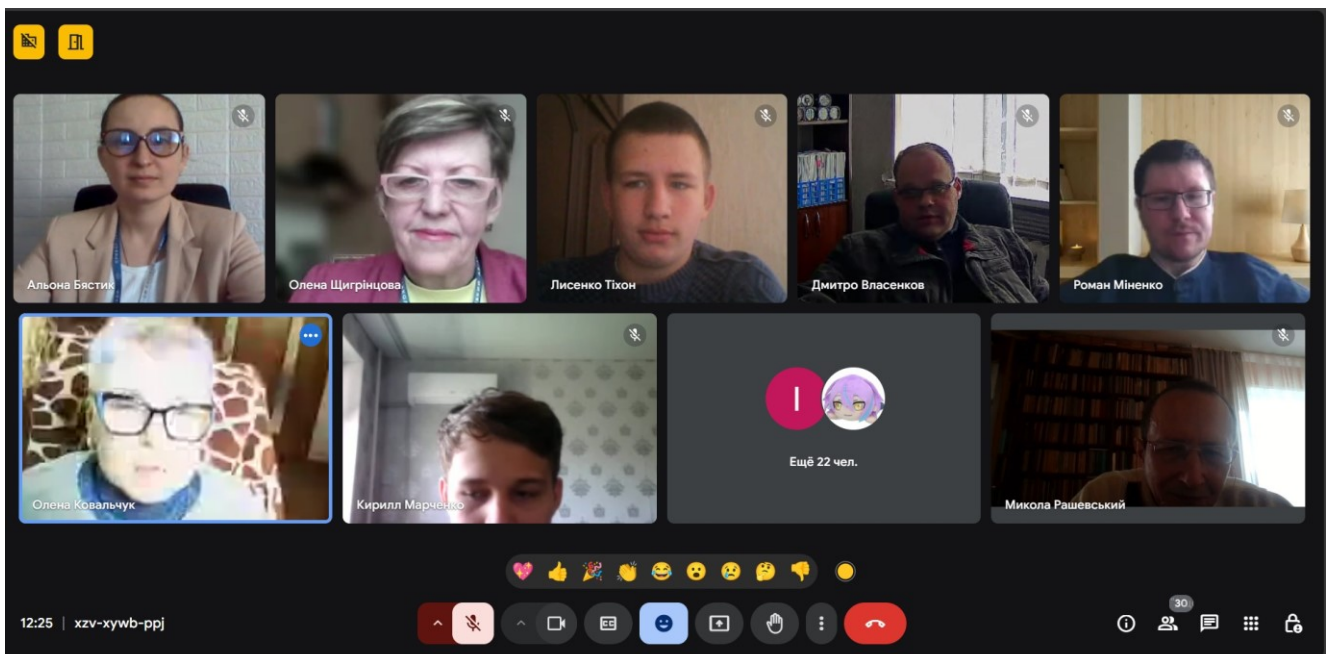 Альона Бястик
Олена Щигрінцова
Лисенко Тіхон
Дмитро Власенков
Роман Міненко
Олена Ковальчук
Кирилл Марченко
I
Ещё 22 чел.
Микола Рашевський
12:25 | xzv-xywb-ppj
CC
30